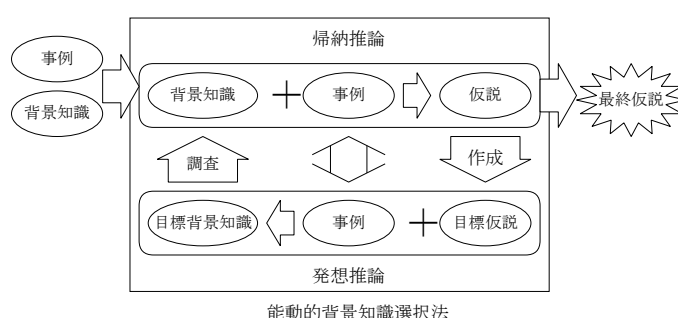 帰納推論
事例
背景知識
背景知識
+
事例
仮説
最終仮説
調査
作成
目標背景知識
事例
+
目標仮説
発想推論
能動的背景知識選択法